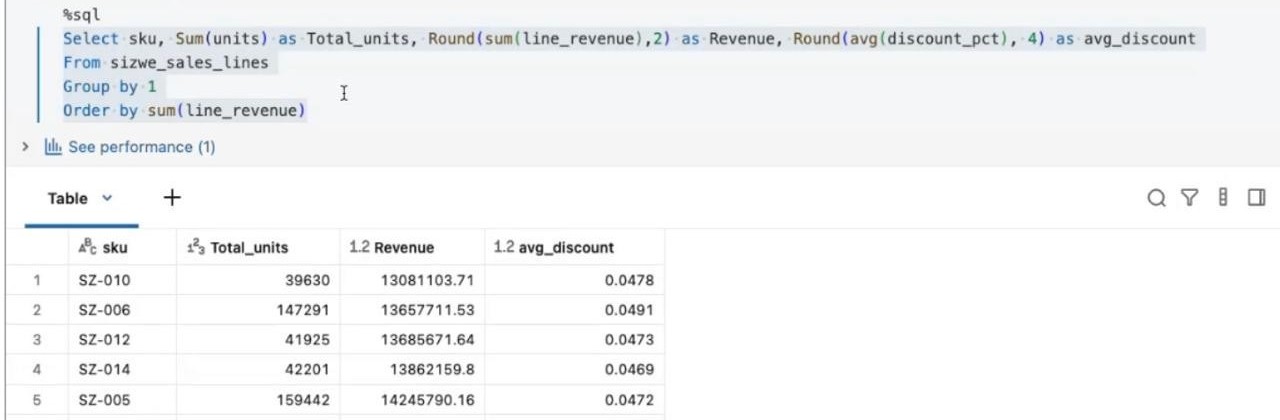 %sql
Select sku, Sum(units) as Total_units, Round(sum(line_revenue),2) as Revenue, Round(avg(discount_pct), 4) as avg_discount
From sizwe_sales_lines
Group by 1
Order by sum(line_revenue)
See performance (1)
Table
ABC sku 123 Total_units 1.2 Revenue 1.2 avg_discount
1 SZ-010 39630 13081103.71 0.0478
2 SZ-006 147291 13657711.53 0.0491
3 SZ-012 41925 13685671.64 0.0473
4 SZ-014 42201 13862159.8 0.0469
5 SZ-005 159442 14245790.16 0.0472